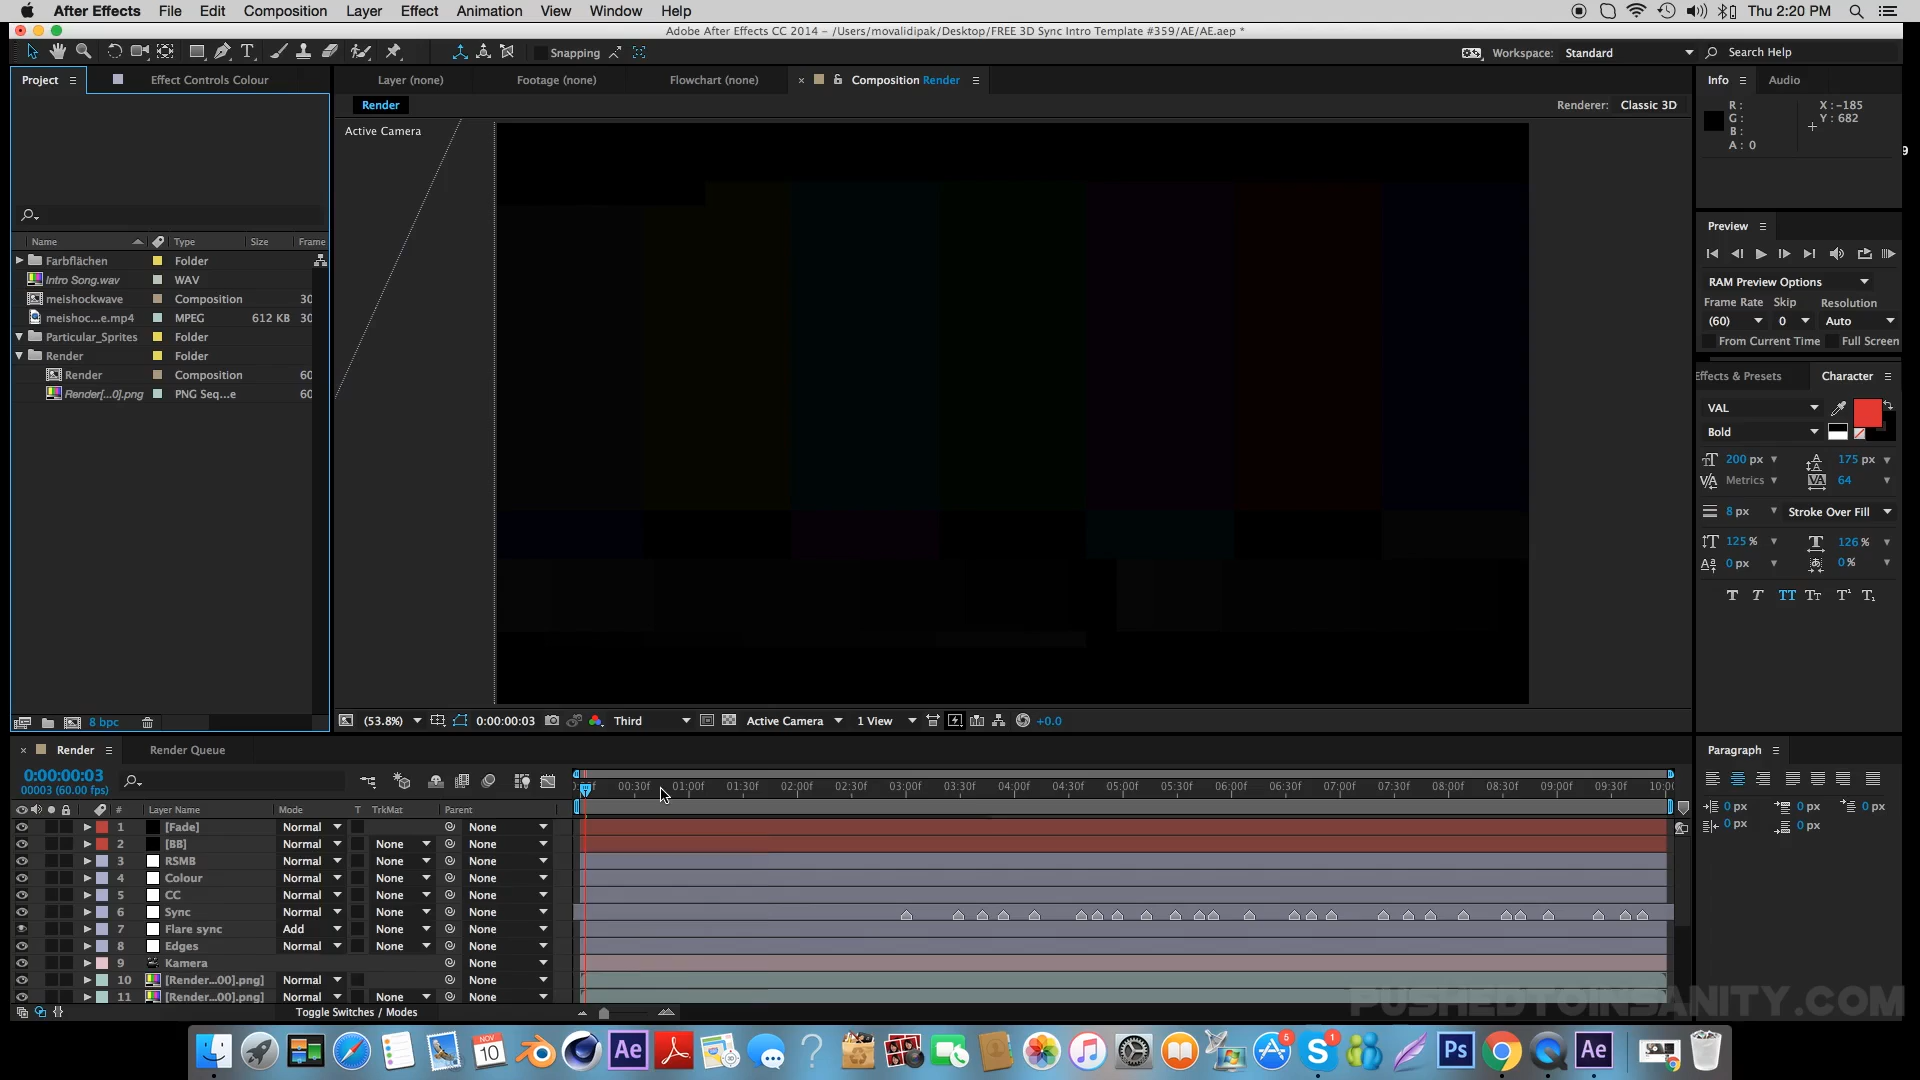 After Effects File Edit Composition Layer Effect Animation View Window Help Thu 2:20 PM
Adobe After Effects CC 2014 – /Users/movalidipak/Desktop/FREE 3D Sync Intro Template #359/AE/AE.aep *
Snapping Workspace: Standard Search Help
Project Effect Controls Colour Layer (none) Footage (none) Flowchart (none) Composition Render Info Audio
Render Renderer: Classic 3D
Active Camera
R: X : -185
G: Y : 682
B:
A : 0
9
Preview
Name Type Size Frame
Farbflächen Folder
Intro Song.wav WAV
meishockwave Composition 30
meishoc...e.mp4 MPEG 612 KB 30
Particular_Sprites Folder
Render Folder
Render Composition 60
Render[...0].png PNG Seq...e 60
RAM Preview Options
Frame Rate Skip Resolution
(60) 0 Auto
From Current Time Full Screen
Effects & Presets Character
VAL
Bold
200 px 175 px
Metrics 64
8 px Stroke Over Fill
125 % 126 %
0 px 0 %
T T TT Tт T¹ T₁
8 bpc (53.8%) 0:00:00:03 Third Active Camera 1 View +0.0
Render Render Queue Paragraph
0:00:00:03
00003 (60.00 fps)
00:30f 01:00f 01:30f 02:00f 02:30f 03:00f 03:30f 04:00f 04:30f 05:00f 05:30f 06:00f 06:30f 07:00f 07:30f 08:00f 08:30f 09:00f 09:30f 10:00
# Layer Name Mode T TrkMat Parent
0 px 0 px 0 px
0 px 0 px
1 [Fade] Normal None
2 [BB] Normal None None
3 RSMB Normal None None
4 Colour Normal None None
5 CC Normal None None
6 Sync Normal None None
7 Flare sync Add None None
8 Edges Normal None None
9 Kamera None
10 [Render...00].png Normal None
11 [Render...00].png Normal None None
Toggle Switches / Modes
PUSHEDTOINSANITY.COM
NOV 10 Ae 5 S 1 Ps Ae